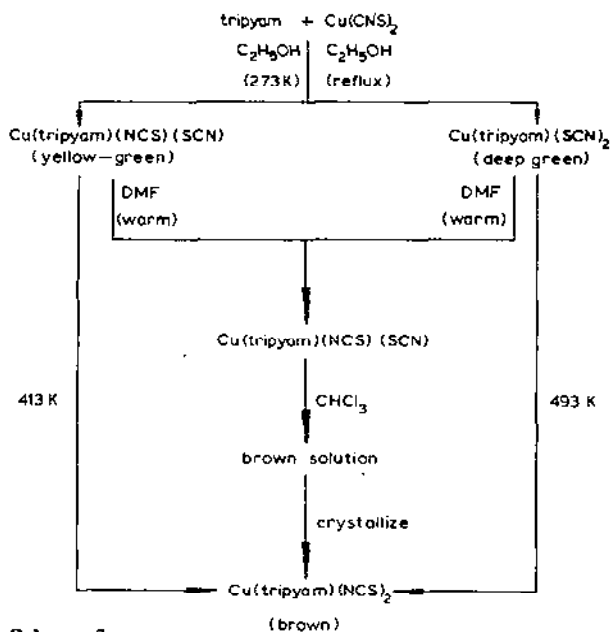 tripyam + Cu(CNS)2
C2H5OH C2H5OH
(273K) (reflux)
Cu(tripyam)(NCS)(SCN) Cu(tripyam)(SCN)2
(yellow-green) (deep green)
DMF DMF
(warm) (warm)
Cu(tripyam)(NCS)(SCN)
413 K CHCl3 493 K
brown solution
crystallize
Cu(tripyam)(NCS)2
(brown)